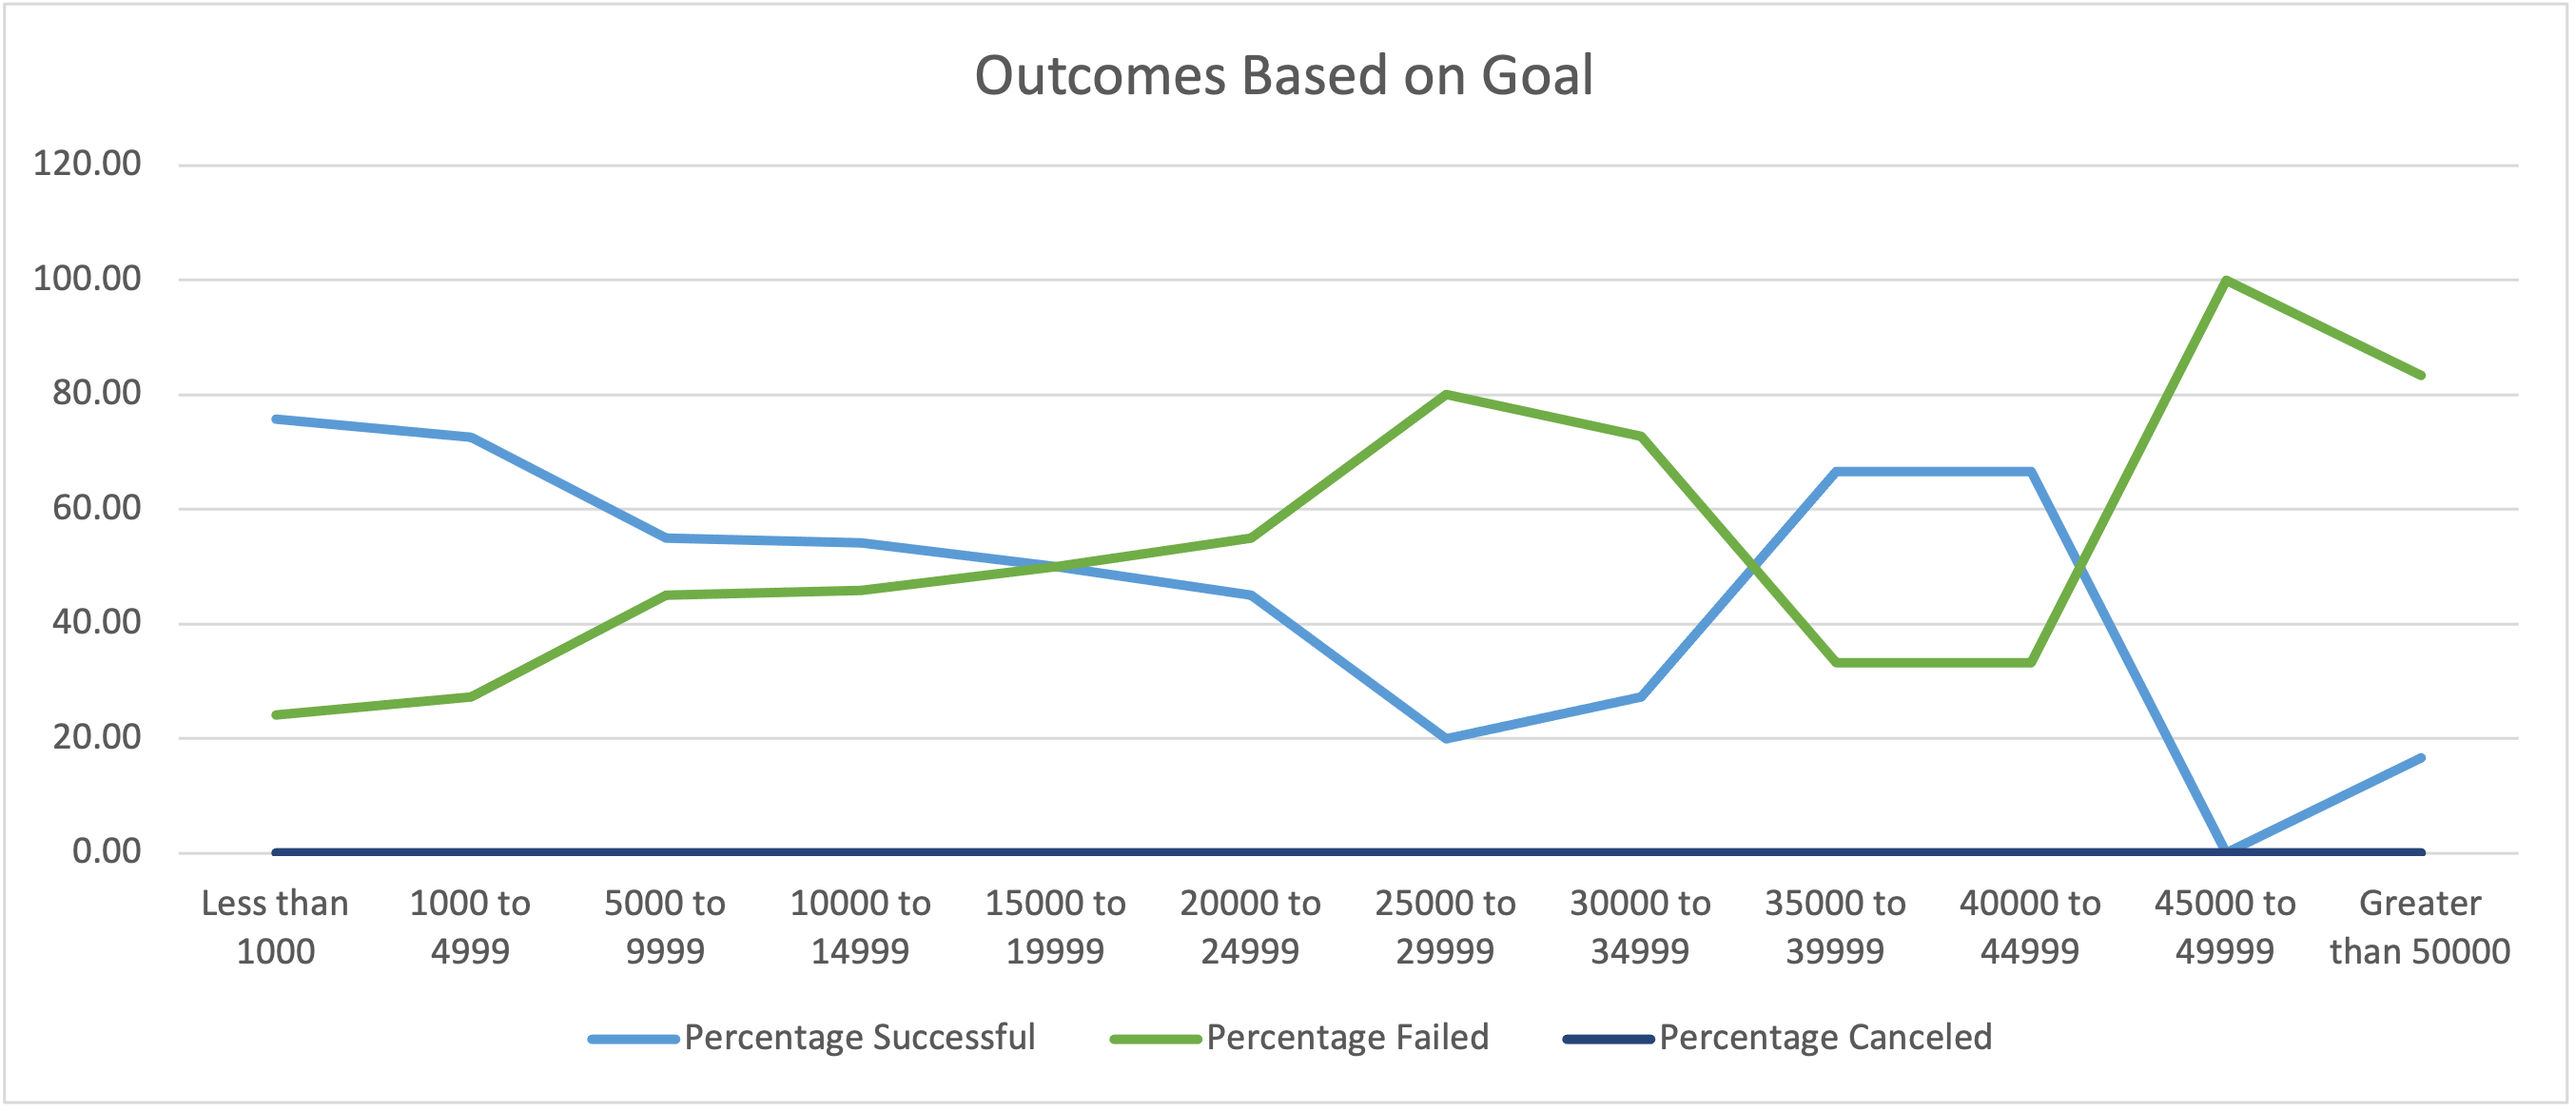 Outcomes Based on Goal
120.00
100.00
80.00
60.00
40.00
20.00
0.00
Less than
1000
1000 to
4999
5000 to
9999
10000 to
14999
15000 to
19999
20000 to
24999
25000 to
29999
30000 to
34999
35000 to
39999
40000 to
44999
45000 to
49999
Greater
than 50000
Percentage Successful
Percentage Failed
Percentage Canceled